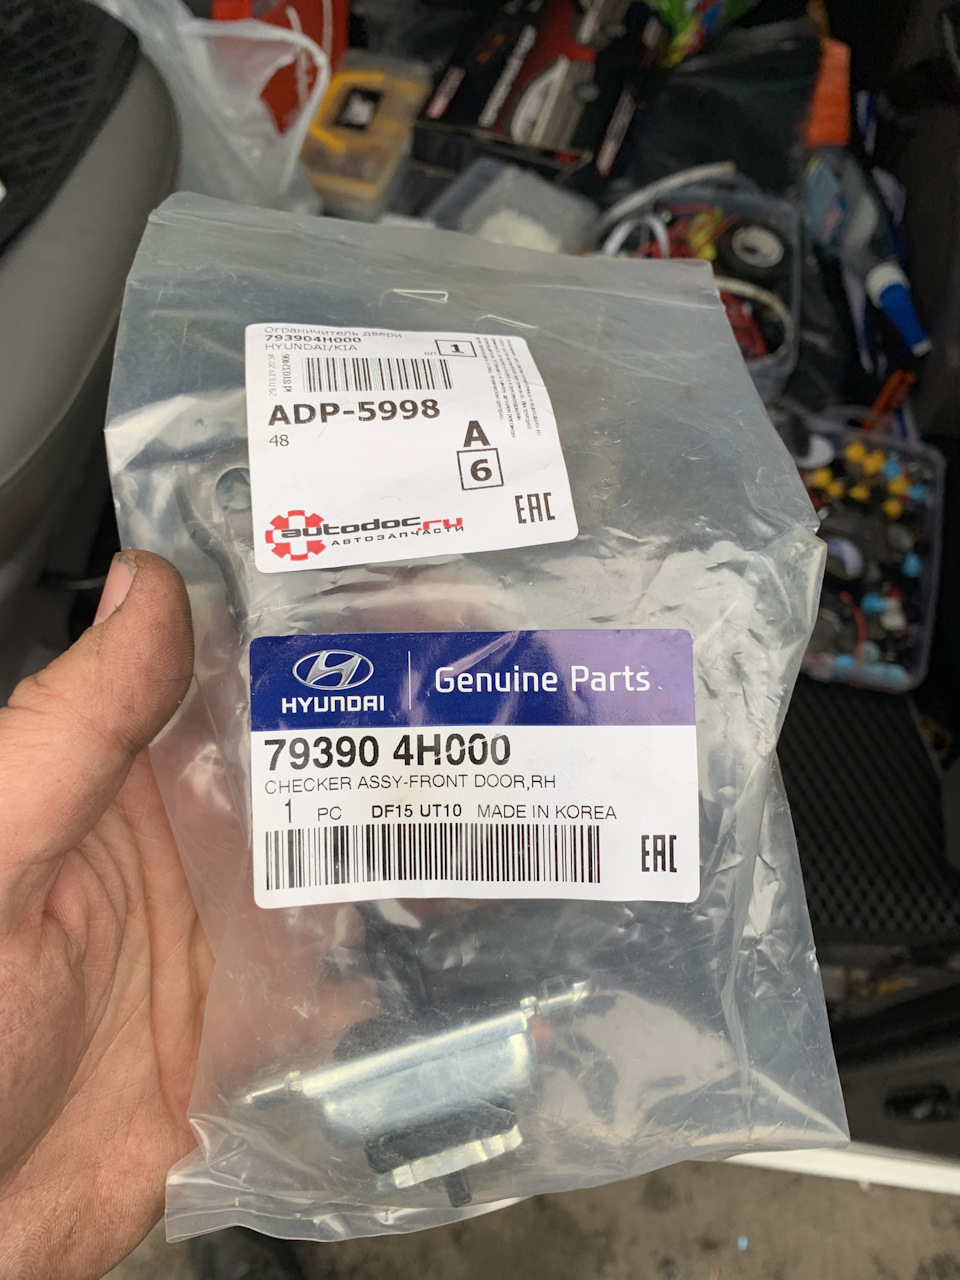 Ограничитель двери
793904H000
HYUNDAI/KIA
шт 1
ADP-5998
48
A
6
EAC
autodoc.ru
АВТОЗАПЧАСТИ
HYUNDAI
Genuine Parts
79390 4H000
CHECKER ASSY-FRONT DOOR,RH
1 PC DF15 UT10 MADE IN KOREA
EAC